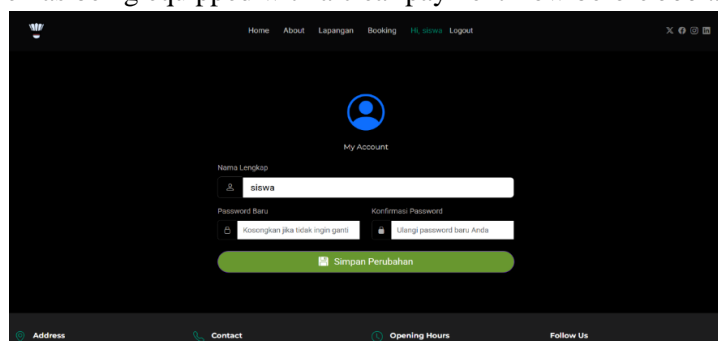 Home About Lapangan Booking Hi, siswa Logout
My Account
Nama Lengkap
siswa
Password Baru Konfirmasi Password
Kosongkan jika tidak ingin ganti Ulangi password baru Anda
Simpan Perubahan
Address Contact Opening Hours Follow Us